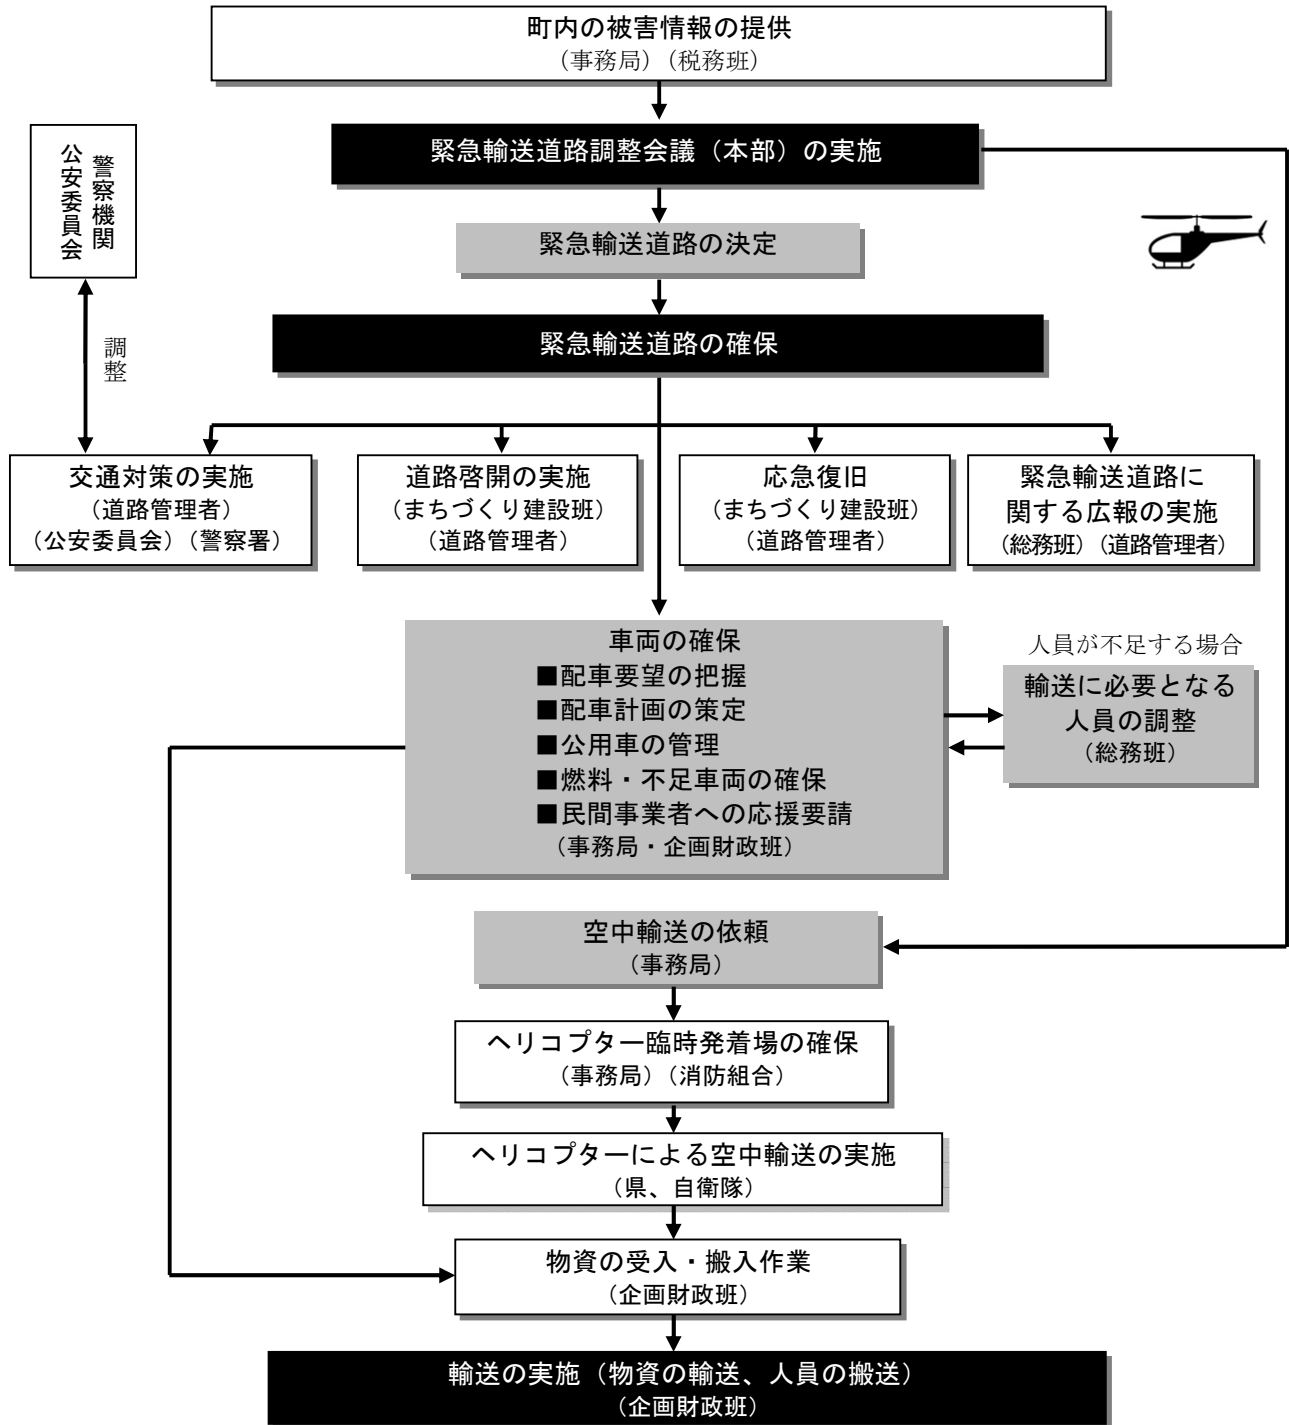 町内の被害情報の提供
（事務局）（税務班）
緊急輸送道路調整会議（本部）の実施
警察機関
公安委員会
緊急輸送道路の決定
緊急輸送道路の確保
調整
交通対策の実施
（道路管理者）
（公安委員会）（警察署）
道路啓開の実施
（まちづくり建設班）
（道路管理者）
応急復旧
（まちづくり建設班）
（道路管理者）
緊急輸送道路に
関する広報の実施
（総務班）（道路管理者）
車両の確保
■配車要望の把握
■配車計画の策定
■公用車の管理
■燃料・不足車両の確保
■民間事業者への応援要請
（事務局・企画財政班）
人員が不足する場合
輸送に必要となる
人員の調整
（総務班）
空中輸送の依頼
（事務局）
ヘリコプター臨時発着場の確保
（事務局）（消防組合）
ヘリコプターによる空中輸送の実施
（県、自衛隊）
物資の受入・搬入作業
（企画財政班）
輸送の実施（物資の輸送、人員の搬送）
（企画財政班）